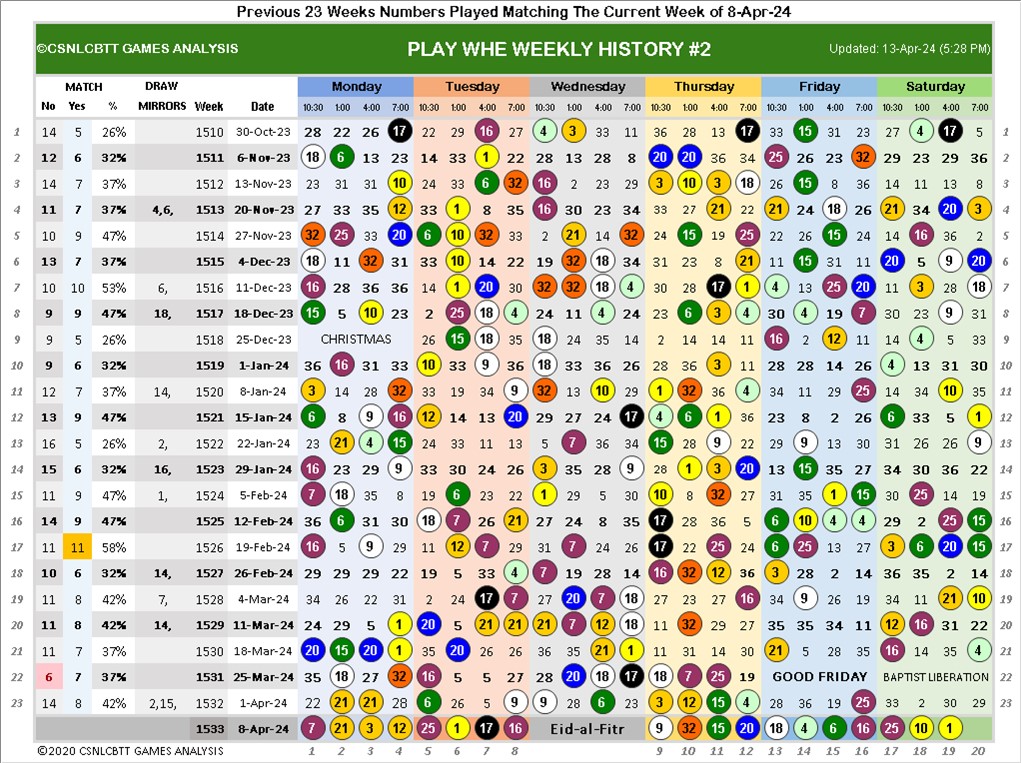 Previous 23 Weeks Numbers Played Matching The Current Week of 8-Apr-24
©CSNLCBTT GAMES ANALYSIS PLAY WHE WEEKLY HISTORY #2 Updated: 13-Apr-24 (5:28 PM)
MATCH DRAW Monday Tuesday Wednesday Thursday Friday Saturday
No Yes % MIRRORS Week Date 10:30 1:00 4:00 7:00 10:30 1:00 4:00 7:00 10:30 1:00 4:00 7:00 10:30 1:00 4:00 7:00 10:30 1:00 4:00 7:00 10:30 1:00 4:00 7:00
1 14 5 26% 1510 30-Oct-23 28 22 26 17 22 29 16 27 4 3 33 11 36 28 13 17 33 15 31 23 27 4 17 5 1
2 12 6 32% 1511 6-Nov-23 18 6 13 23 14 33 1 22 28 13 28 8 20 20 36 34 25 26 23 32 29 23 29 36 2
3 14 7 37% 1512 13-Nov-23 23 31 31 10 24 33 6 32 16 2 23 29 3 10 3 18 26 15 8 36 14 11 13 8 3
4 11 7 37% 4,6, 1513 20-Nov-23 27 33 35 12 33 1 8 35 16 30 23 34 33 27 21 22 21 24 18 26 21 34 20 3 4
5 10 9 47% 1514 27-Nov-23 32 25 33 20 6 10 32 33 2 21 14 32 24 15 19 25 22 26 15 24 14 16 36 2 5
6 13 7 37% 1515 4-Dec-23 18 11 32 31 33 10 14 22 19 32 18 34 31 23 8 21 11 15 31 11 20 5 9 20 6
7 10 10 53% 6, 1516 11-Dec-23 16 28 36 36 14 1 20 30 32 32 18 4 30 28 17 1 4 13 25 20 11 3 28 18 7
8 9 9 47% 18, 1517 18-Dec-23 15 5 10 23 2 25 18 4 24 11 4 24 23 6 3 4 30 4 19 7 30 23 9 31 8
9 9 5 26% 1518 25-Dec-23 CHRISTMAS 26 15 18 35 18 35 14 29 2 14 14 11 16 2 12 11 14 4 5 33 9
10 9 6 32% 1519 1-Jan-24 36 16 31 33 10 33 9 36 18 33 36 26 28 36 3 11 28 28 14 26 4 13 31 30 10
11 12 7 37% 14, 1520 8-Jan-24 3 14 28 32 33 19 34 9 32 13 10 29 1 32 36 4 36 11 31 25 14 24 10 35 11
12 13 9 47% 1521 15-Jan-24 6 8 9 16 12 14 13 20 29 27 24 17 4 6 1 36 23 8 2 26 6 33 5 1 12
13 16 5 26% 2, 1522 22-Jan-24 23 21 4 15 24 33 11 13 5 7 36 34 15 28 9 22 29 9 13 30 31 26 26 9 13
14 15 6 32% 16, 1523 29-Jan-24 16 23 29 9 33 30 24 26 3 35 28 9 28 1 3 20 13 15 35 27 34 30 36 22 14
15 11 9 47% 1, 1524 5-Feb-24 7 18 35 8 19 6 23 22 1 29 5 30 10 8 32 27 31 35 1 15 30 25 14 19 15
16 14 9 47% 1525 12-Feb-24 36 6 31 30 18 7 26 21 27 24 8 35 17 28 36 5 6 10 4 4 29 2 25 15 16
17 11 11 58% 1526 19-Feb-24 16 5 9 29 11 12 7 29 31 7 24 26 17 22 25 24 6 25 13 27 3 6 20 15 17
18 10 6 32% 14, 1527 26-Feb-24 29 29 29 22 19 5 33 4 7 19 28 14 16 32 12 36 3 28 2 14 36 35 2 14 18
19 11 8 42% 7, 1528 4-Mar-24 34 26 22 31 2 24 17 7 27 20 7 18 27 23 27 16 34 9 26 19 34 11 21 10 19
20 11 8 42% 14, 1529 11-Mar-24 24 29 5 1 20 5 21 21 21 7 12 18 11 32 27 30 35 35 34 11 12 16 31 22 20
21 11 7 37% 1530 18-Mar-24 20 15 20 1 35 20 26 35 36 35 21 1 11 31 14 30 21 5 28 35 16 14 35 4 21
22 6 7 37% 1531 25-Mar-24 35 18 27 32 16 5 5 27 28 20 18 17 18 7 25 19 GOOD FRIDAY BAPTIST LIBERATION 22
23 14 8 42% 2,15, 1532 1-Apr-24 22 21 21 33 6 26 5 9 9 28 6 23 3 12 15 4 28 36 19 25 33 2 30 29 23
1533 8-Apr-24 7 21 3 12 25 1 17 16 Eid-al-Fitr 9 32 15 20 18 4 6 16 25 10 1
©2020 CSNLCBTT GAMES ANALYSIS 1 2 3 4 5 6 7 8 9 10 11 12 13 14 15 16 17 18 19 20